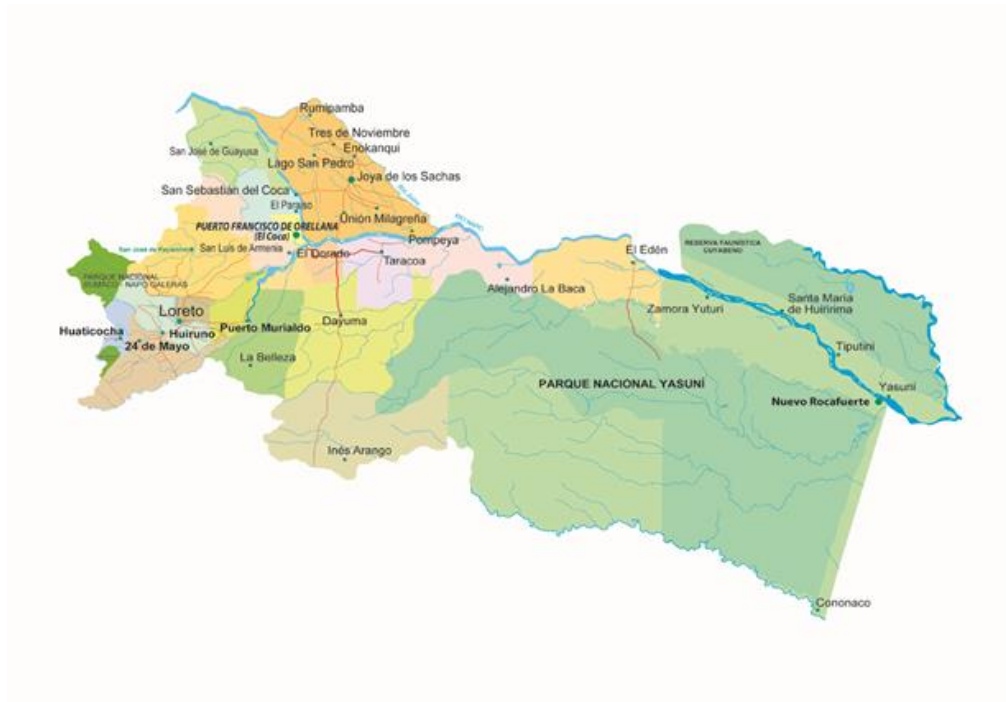 Rumipamba
Tres de Noviembre
Enokanqui
San José de Guayusa
Lago San Pedro
Joya de los Sachas
San Sebastián del Coca
El Paraiso
Unión Milagreña
RIO NAPO
PUERTO FRANCISCO DE ORELLANA
(El Coca)
Pompeya
San José de
San Luis de Armenia
El Dorado
Taracoa
El Edén
RESERVA FAUNÍSTICA
CUYABENO
PARQUE NACIONAL
SUMACO - NAPO GALERAS
Alejandro La Baca
Zamora Yuturi
Santa María
de Huiririma
Loreto
Huaticocha
Huiruno
Puerto Murialdo
Dayuma
24 de Mayo
La Belleza
Tiputini
PARQUE NACIONAL YASUNÍ
Yasuní
Nuevo Rocafuerte
Inés Arango
Cononaco